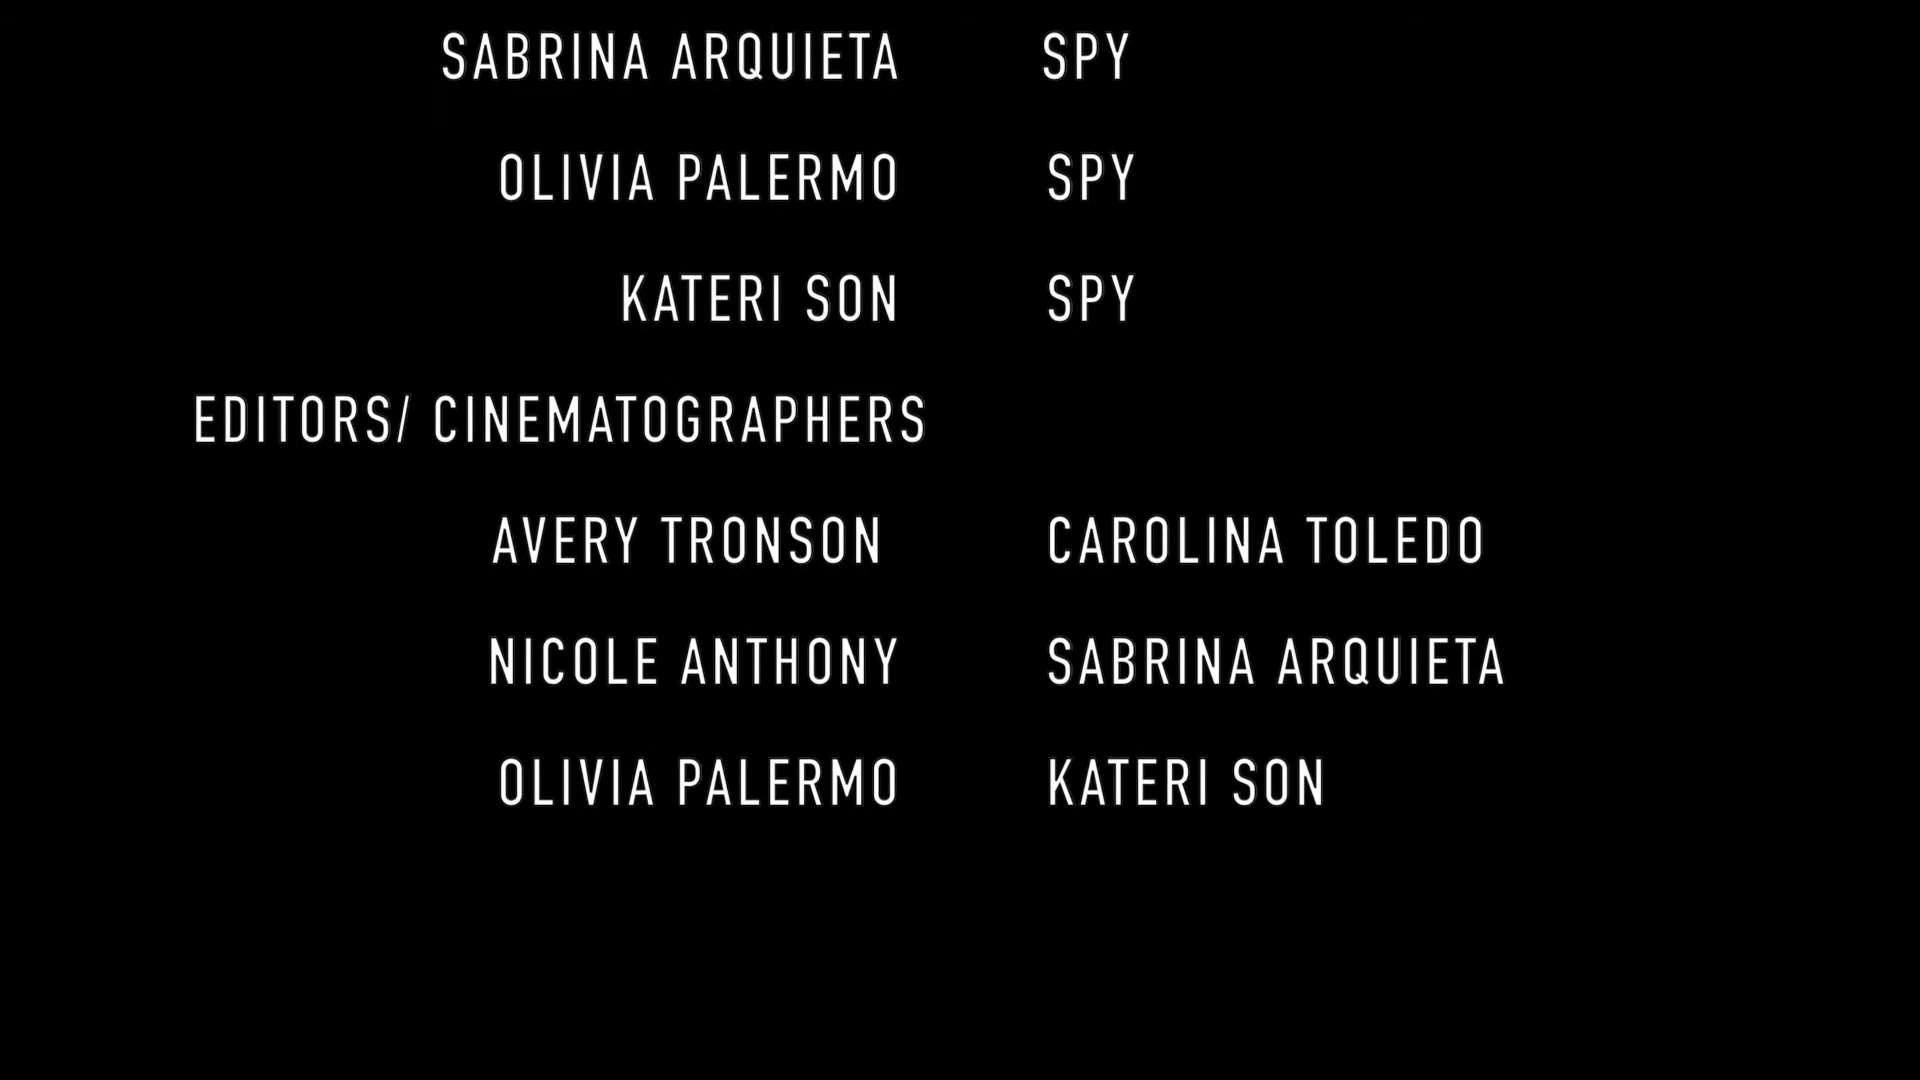 SABRINA ARQUIETA SPY
OLIVIA PALERMO SPY
KATERI SON SPY
EDITORS/ CINEMATOGRAPHERS
AVERY TRONSON CAROLINA TOLEDO
NICOLE ANTHONY SABRINA ARQUIETA
OLIVIA PALERMO KATERI SON